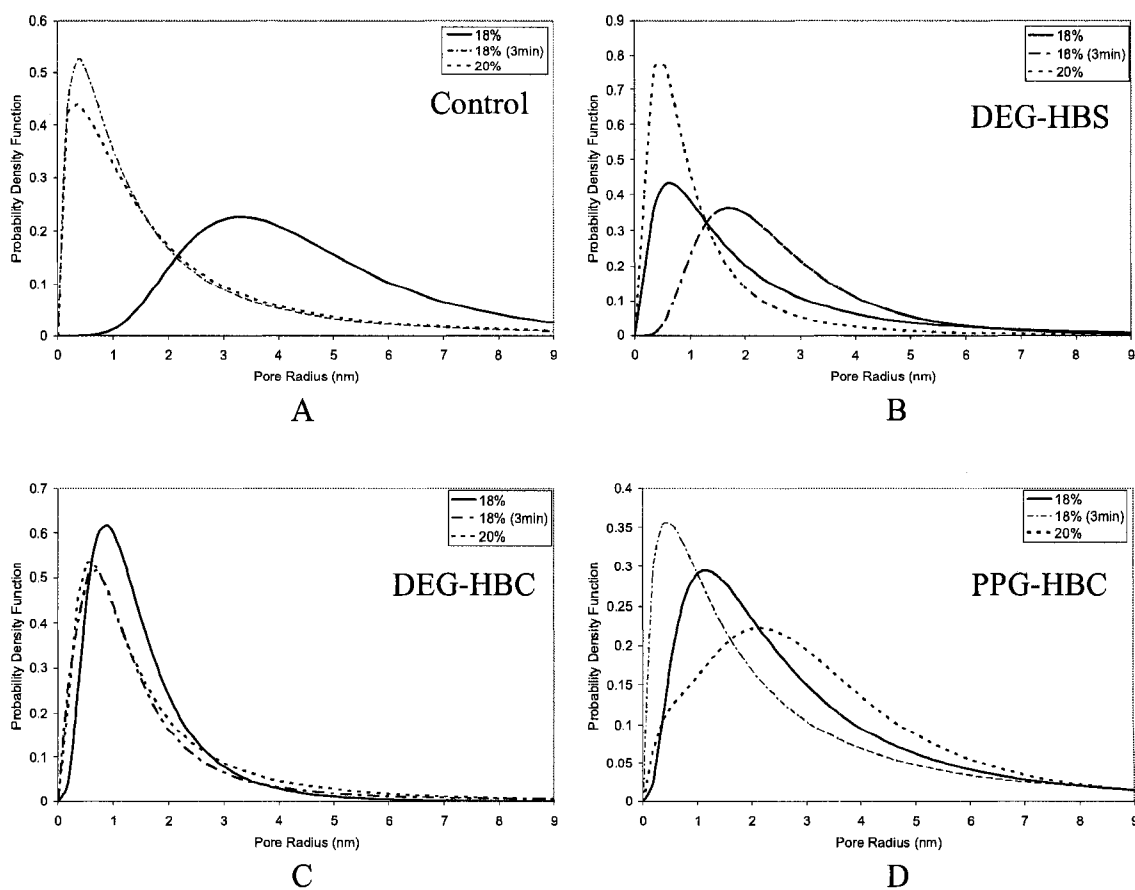 0.6
0.5
0.4
0.3
0.2
0.1
0
Probability Density Function
18%
18% (3min)
20%
Control
0 1 2 3 4 5 6 7 8 9
Pore Radius (nm)
A
0.9
0.8
0.7
0.6
0.5
0.4
0.3
0.2
0.1
0
Probability Density Function
18%
18% (3min)
20%
DEG-HBS
0 1 2 3 4 5 6 7 8 9
Pore Radius (nm)
B
0.7
0.6
0.5
0.4
0.3
0.2
0.1
0
Probability Density Function
18%
18% (3min)
20%
DEG-HBC
0 1 2 3 4 5 6 7 8 9
Pore Radius (nm)
C
0.4
0.35
0.3
0.25
0.2
0.15
0.1
0.05
0
Probability Density Function
18%
18% (3min)
20%
PPG-HBC
0 1 2 3 4 5 6 7 8 9
Pore Radius (nm)
D